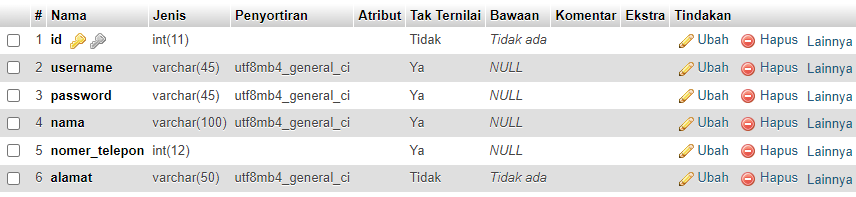 # Nama Jenis Penyortiran Atribut Tak Ternilai Bawaan Komentar Ekstra Tindakan
1 id int(11) Tidak Tidak ada Ubah Hapus Lainnya
2 username varchar(45) utf8mb4_general_ci Ya NULL Ubah Hapus Lainnya
3 password varchar(45) utf8mb4_general_ci Ya NULL Ubah Hapus Lainnya
4 nama varchar(100) utf8mb4_general_ci Ya NULL Ubah Hapus Lainnya
5 nomer_telepon int(12) Ya NULL Ubah Hapus Lainnya
6 alamat varchar(50) utf8mb4_general_ci Tidak Tidak ada Ubah Hapus Lainnya